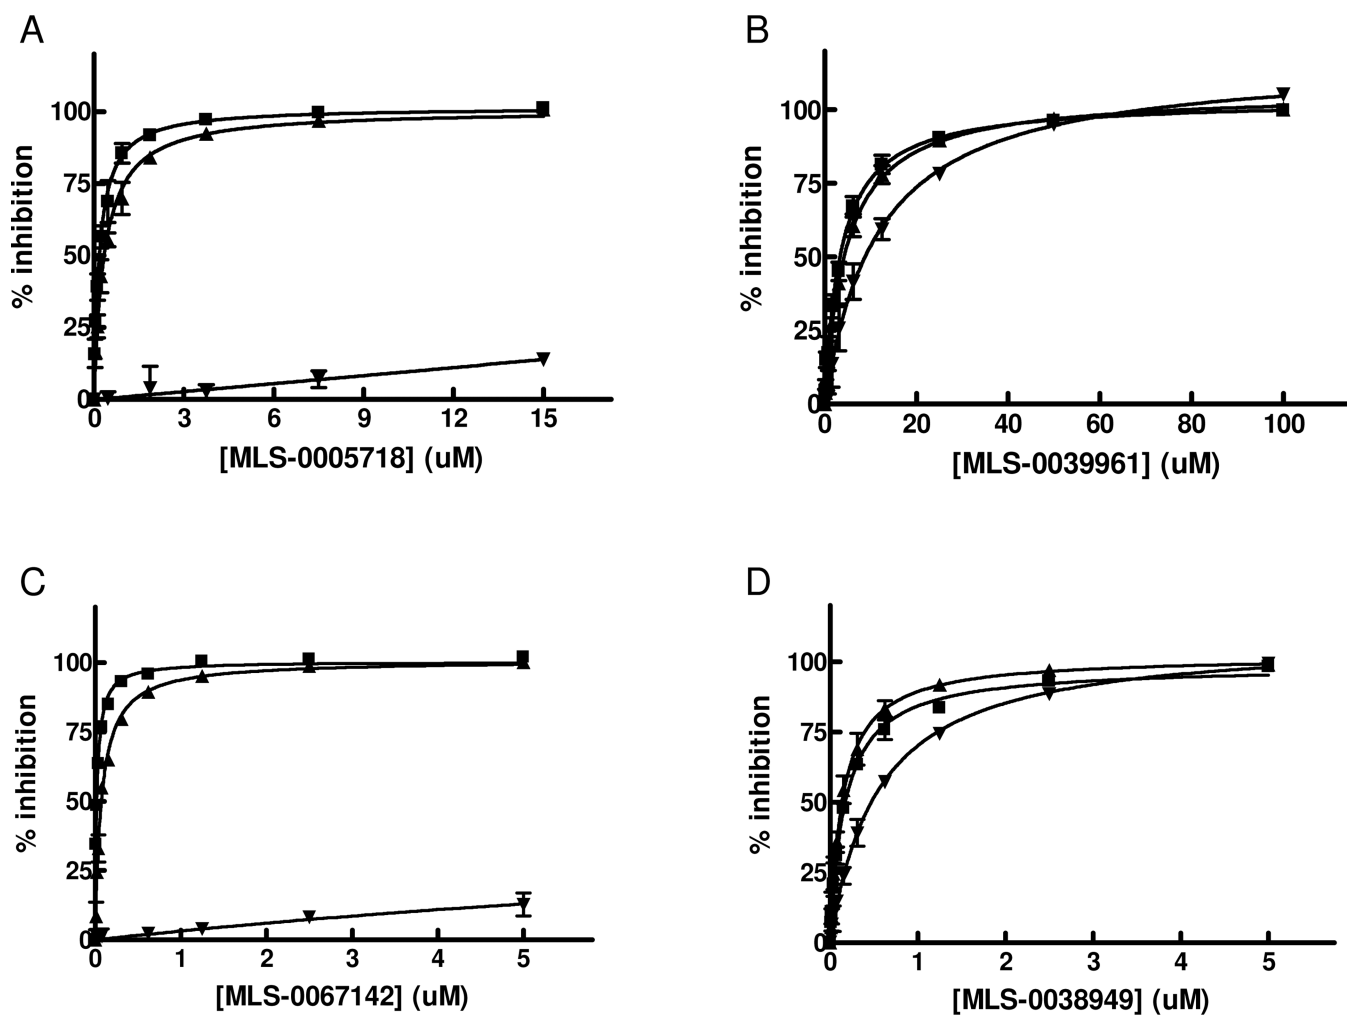 A
% inhibition
100
75
50
25
0
0 3 6 9 12 15
[MLS-0005718] (uM)
B
% inhibition
100
75
50
25
0
0 20 40 60 80 100
[MLS-0039961] (uM)
C
% inhibition
100
75
50
25
0
0 1 2 3 4 5
[MLS-0067142] (uM)
D
% inhibition
100
75
50
25
0
0 1 2 3 4 5
[MLS-0038949] (uM)